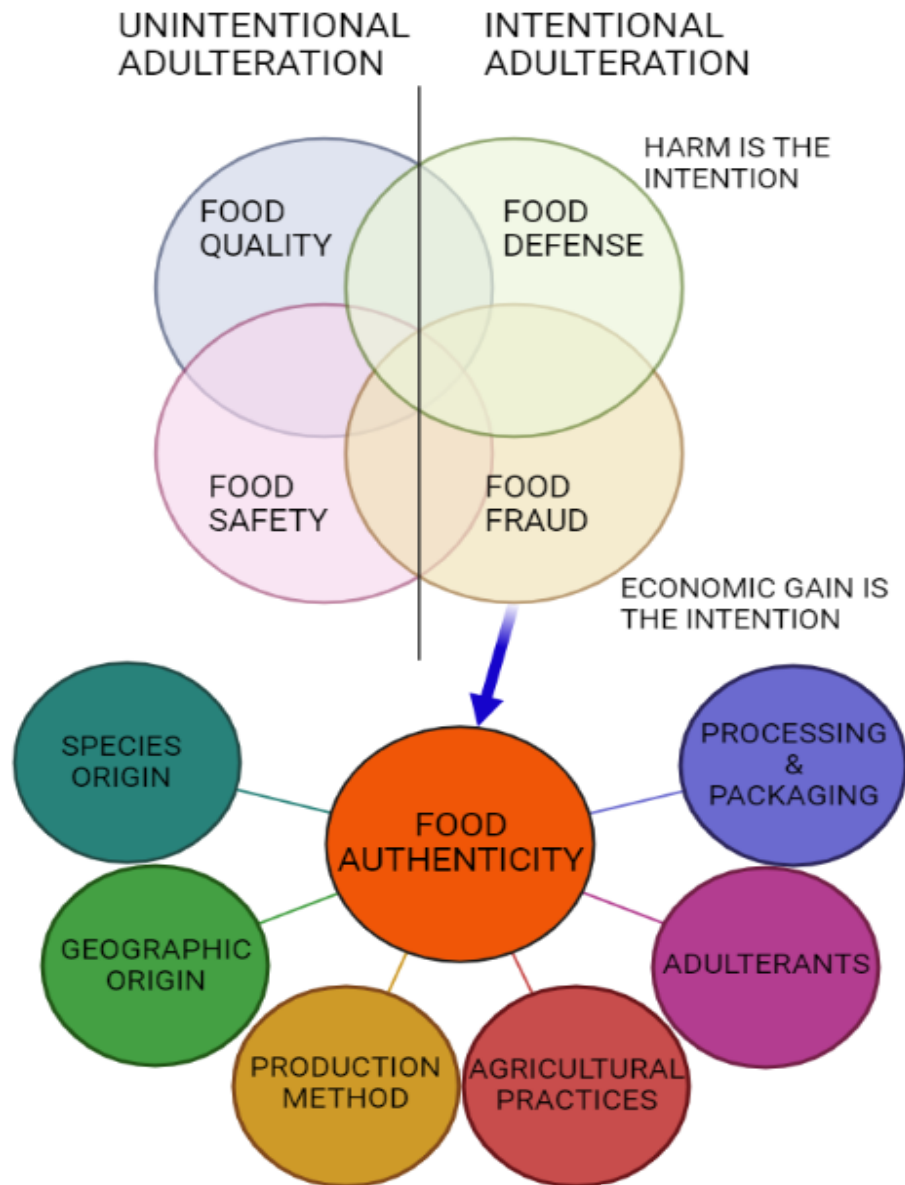 UNINTENTIONAL
ADULTERATION
INTENTIONAL
ADULTERATION
HARM IS THE
INTENTION
FOOD
QUALITY
FOOD
DEFENSE
FOOD
SAFETY
FOOD
FRAUD
ECONOMIC GAIN IS
THE INTENTION
SPECIES
ORIGIN
PROCESSING
&
PACKAGING
FOOD
AUTHENTICITY
GEOGRAPHIC
ORIGIN
ADULTERANTS
PRODUCTION
METHOD
AGRICULTURAL
PRACTICES